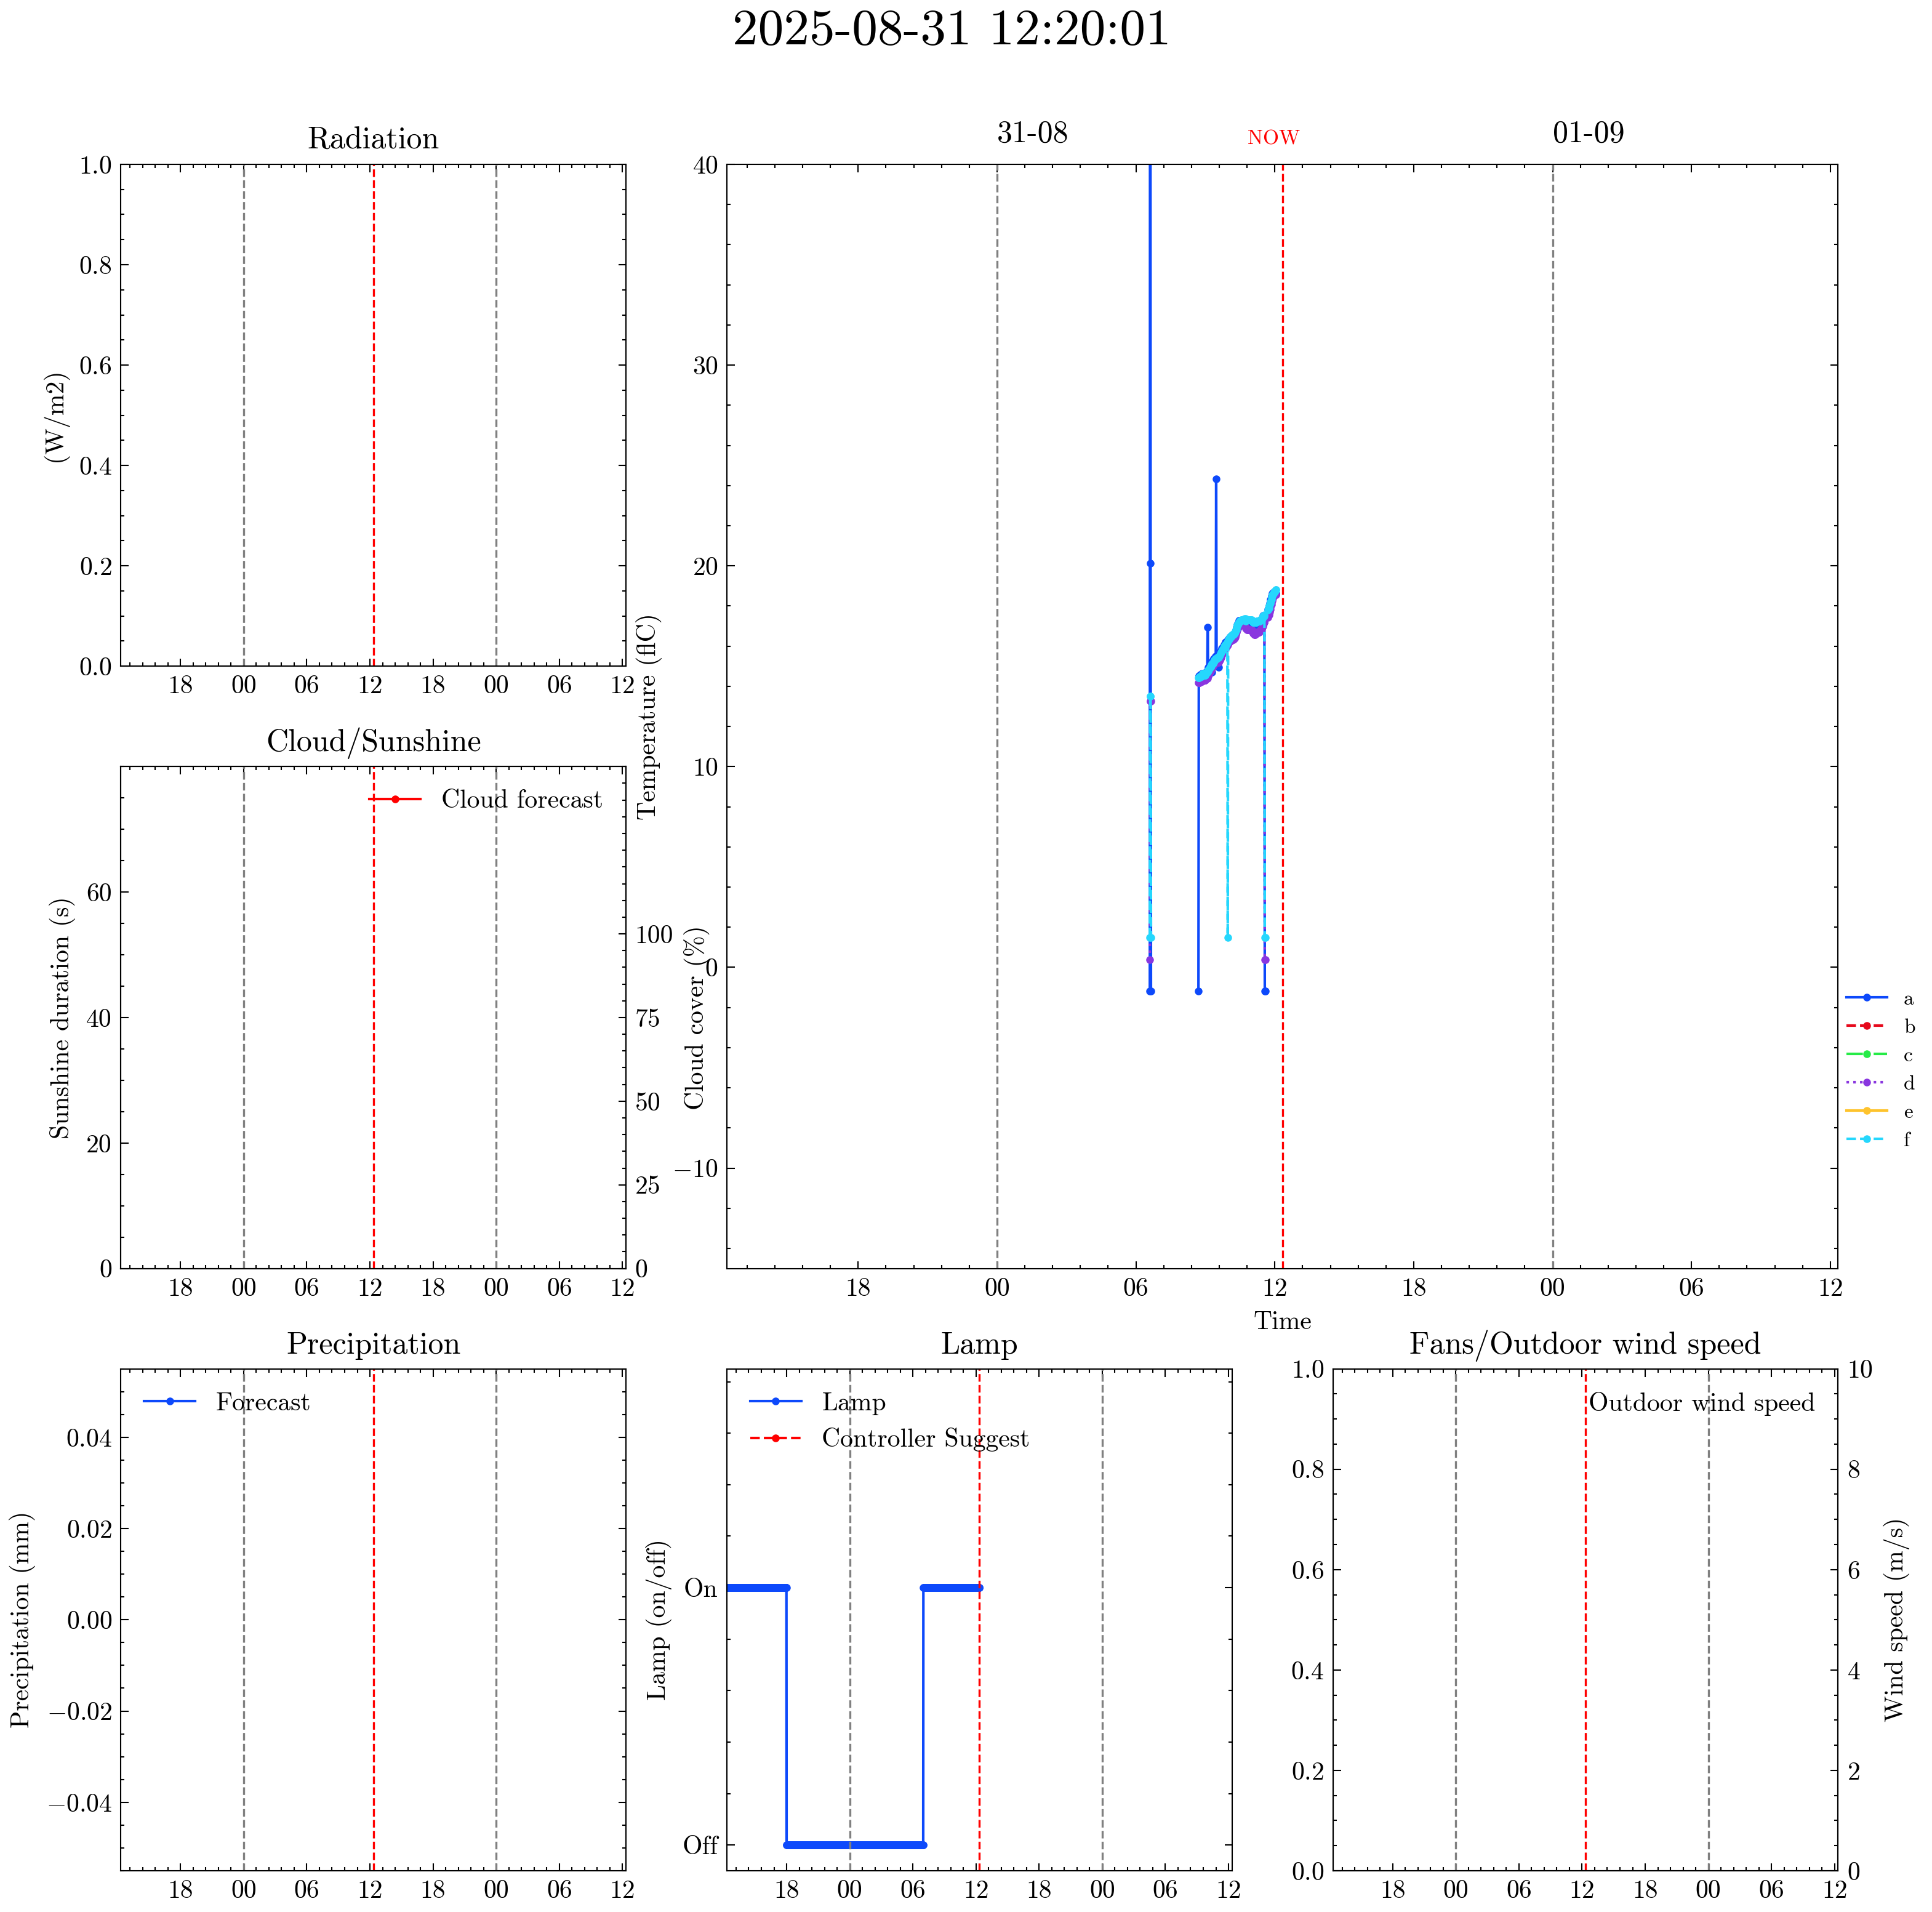 2025-08-31 12:20:01
Radiation
31-08
NOW
01-09
(W/m2)
1.0
0.8
0.6
0.4
0.2
0.0
18 00 06 12 18 00 06 12
Temperature (flC)
40
30
20
10
0
−10
18 00 06 12 18 00 06 12
Time
a
b
c
d
e
f
Cloud/Sunshine
Cloud forecast
Sunshine duration (s)
60
40
20
0
Cloud cover (%)
100
75
50
25
0
18 00 06 12 18 00 06 12
Precipitation
Forecast
Precipitation (mm)
0.04
0.02
0.00
−0.02
−0.04
18 00 06 12 18 00 06 12
Lamp
Lamp
Controller Suggest
Lamp (on/off)
On
Off
18 00 06 12 18 00 06 12
Fans/Outdoor wind speed
Outdoor wind speed
1.0
0.8
0.6
0.4
0.2
0.0
10
8
6
4
2
0
Wind speed (m/s)
18 00 06 12 18 00 06 12